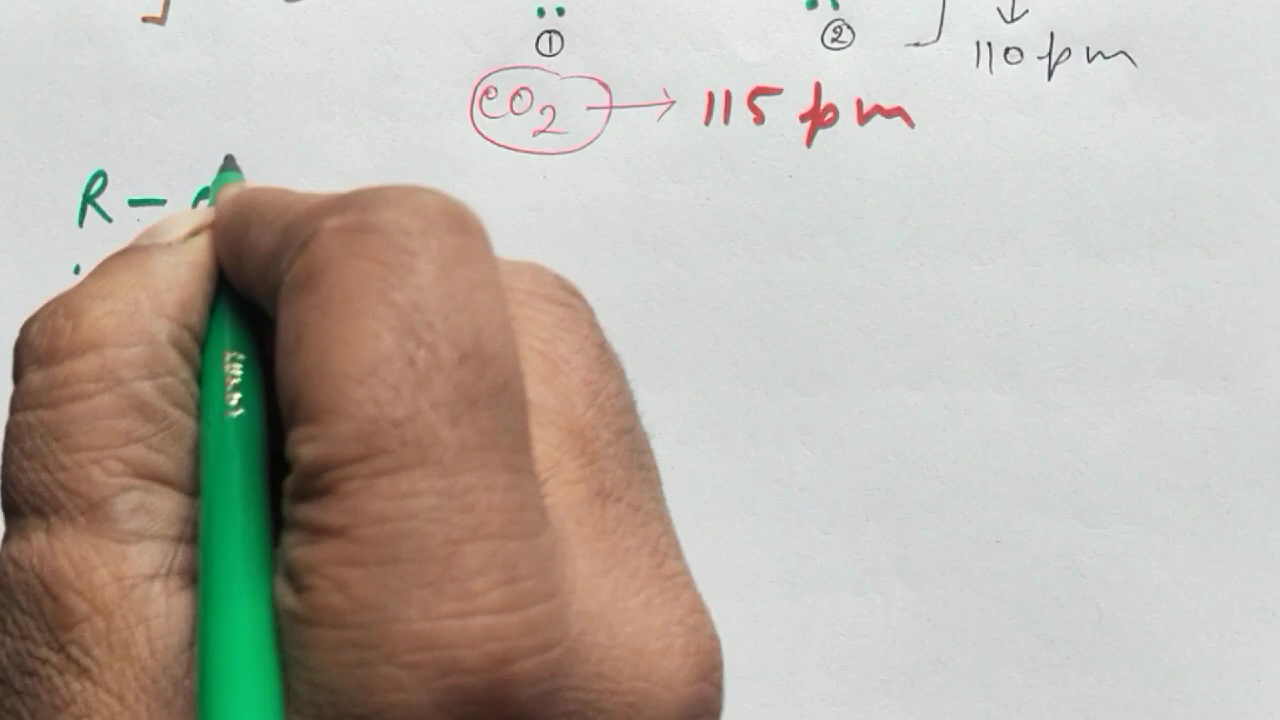 ① ②
110 pm
CO2 → 115 pm
R -